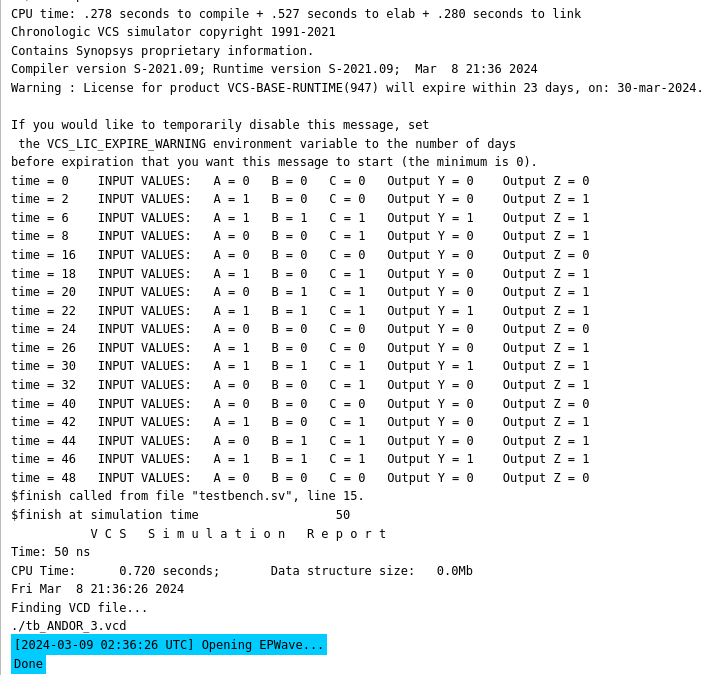 CPU time: .278 seconds to compile + .527 seconds to elab + .280 seconds to link
Chronologic VCS simulator copyright 1991-2021
Contains Synopsys proprietary information.
Compiler version S-2021.09; Runtime version S-2021.09;  Mar  8 21:36 2024
Warning : License for product VCS-BASE-RUNTIME(947) will expire within 23 days, on: 30-mar-2024.

If you would like to temporarily disable this message, set
 the VCS_LIC_EXPIRE_WARNING environment variable to the number of days
before expiration that you want this message to start (the minimum is 0).
time = 0    INPUT VALUES:   A = 0   B = 0   C = 0   Output Y = 0    Output Z = 0
time = 2    INPUT VALUES:   A = 1   B = 0   C = 0   Output Y = 0    Output Z = 1
time = 6    INPUT VALUES:   A = 1   B = 1   C = 1   Output Y = 1    Output Z = 1
time = 8    INPUT VALUES:   A = 0   B = 0   C = 1   Output Y = 0    Output Z = 1
time = 16   INPUT VALUES:   A = 0   B = 0   C = 0   Output Y = 0    Output Z = 0
time = 18   INPUT VALUES:   A = 1   B = 0   C = 1   Output Y = 0    Output Z = 1
time = 20   INPUT VALUES:   A = 0   B = 1   C = 1   Output Y = 0    Output Z = 1
time = 22   INPUT VALUES:   A = 1   B = 1   C = 1   Output Y = 1    Output Z = 1
time = 24   INPUT VALUES:   A = 0   B = 0   C = 0   Output Y = 0    Output Z = 0
time = 26   INPUT VALUES:   A = 1   B = 0   C = 0   Output Y = 0    Output Z = 1
time = 30   INPUT VALUES:   A = 1   B = 1   C = 1   Output Y = 1    Output Z = 1
time = 32   INPUT VALUES:   A = 0   B = 0   C = 1   Output Y = 0    Output Z = 1
time = 40   INPUT VALUES:   A = 0   B = 0   C = 0   Output Y = 0    Output Z = 0
time = 42   INPUT VALUES:   A = 1   B = 0   C = 1   Output Y = 0    Output Z = 1
time = 44   INPUT VALUES:   A = 0   B = 1   C = 1   Output Y = 0    Output Z = 1
time = 46   INPUT VALUES:   A = 1   B = 1   C = 1   Output Y = 1    Output Z = 1
time = 48   INPUT VALUES:   A = 0   B = 0   C = 0   Output Y = 0    Output Z = 0
$finish called from file "testbench.sv", line 15.
$finish at simulation time                   50
           V C S   S i m u l a t i o n   R e p o r t
Time: 50 ns
CPU Time:      0.720 seconds;       Data structure size:   0.0Mb
Fri Mar  8 21:36:26 2024
Finding VCD file...
./tb_ANDOR_3.vcd
[2024-03-09 02:36:26 UTC] Opening EPWave...
Done